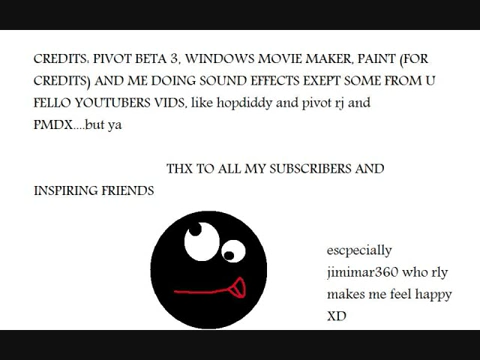 CREDITS: PIVOT BETA 3, WINDOWS MOVIE MAKER, PAINT (FOR
CREDITS) AND ME DOING SOUND EFFECTS EXEPT SOME FROM U
FELLO YOUTUBERS VIDS, like hopdiddy and pivot rj and
PMDX....but ya
THX TO ALL MY SUBSCRIBERS AND
INSPIRING FRIENDS
escpecially
jimimar360 who rly
makes me feel happy
XD